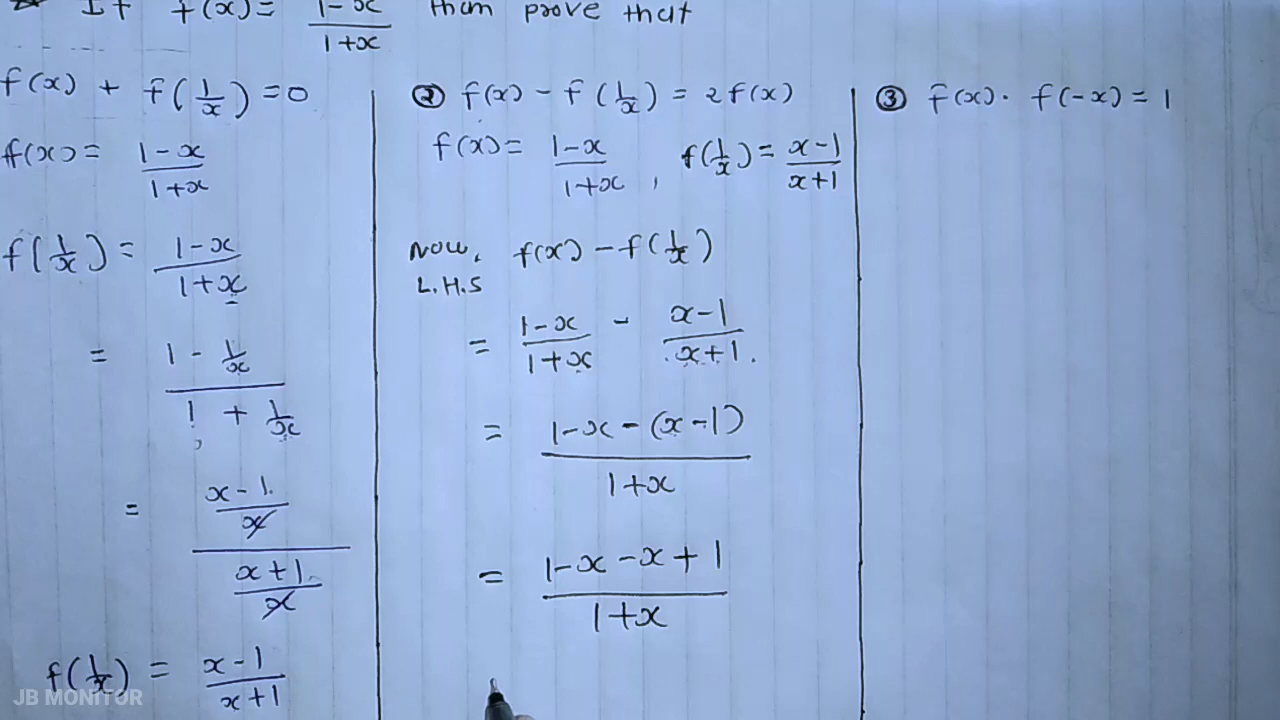 If f(x) = (1-x)/(1+x) then prove that
f(x) + f(1/x) = 0
f(x) = (1-x)/(1+x)
f(1/x) = (1-x)/(1+x)
= (1 - 1/x)/(1 + 1/x)
= ((x-1)/x)/((x+1)/x)
f(1/x) = (x-1)/(x+1)
② f(x) - f(1/x) = 2f(x)
f(x) = (1-x)/(1+x) , f(1/x) = (x-1)/(x+1)
Now, f(x) - f(1/x)
L.H.S
= (1-x)/(1+x) - (x-1)/(x+1)
= (1-x-(x-1))/(1+x)
= (1-x-x+1)/(1+x)
③ f(x) · f(-x) = 1
JB MONITOR